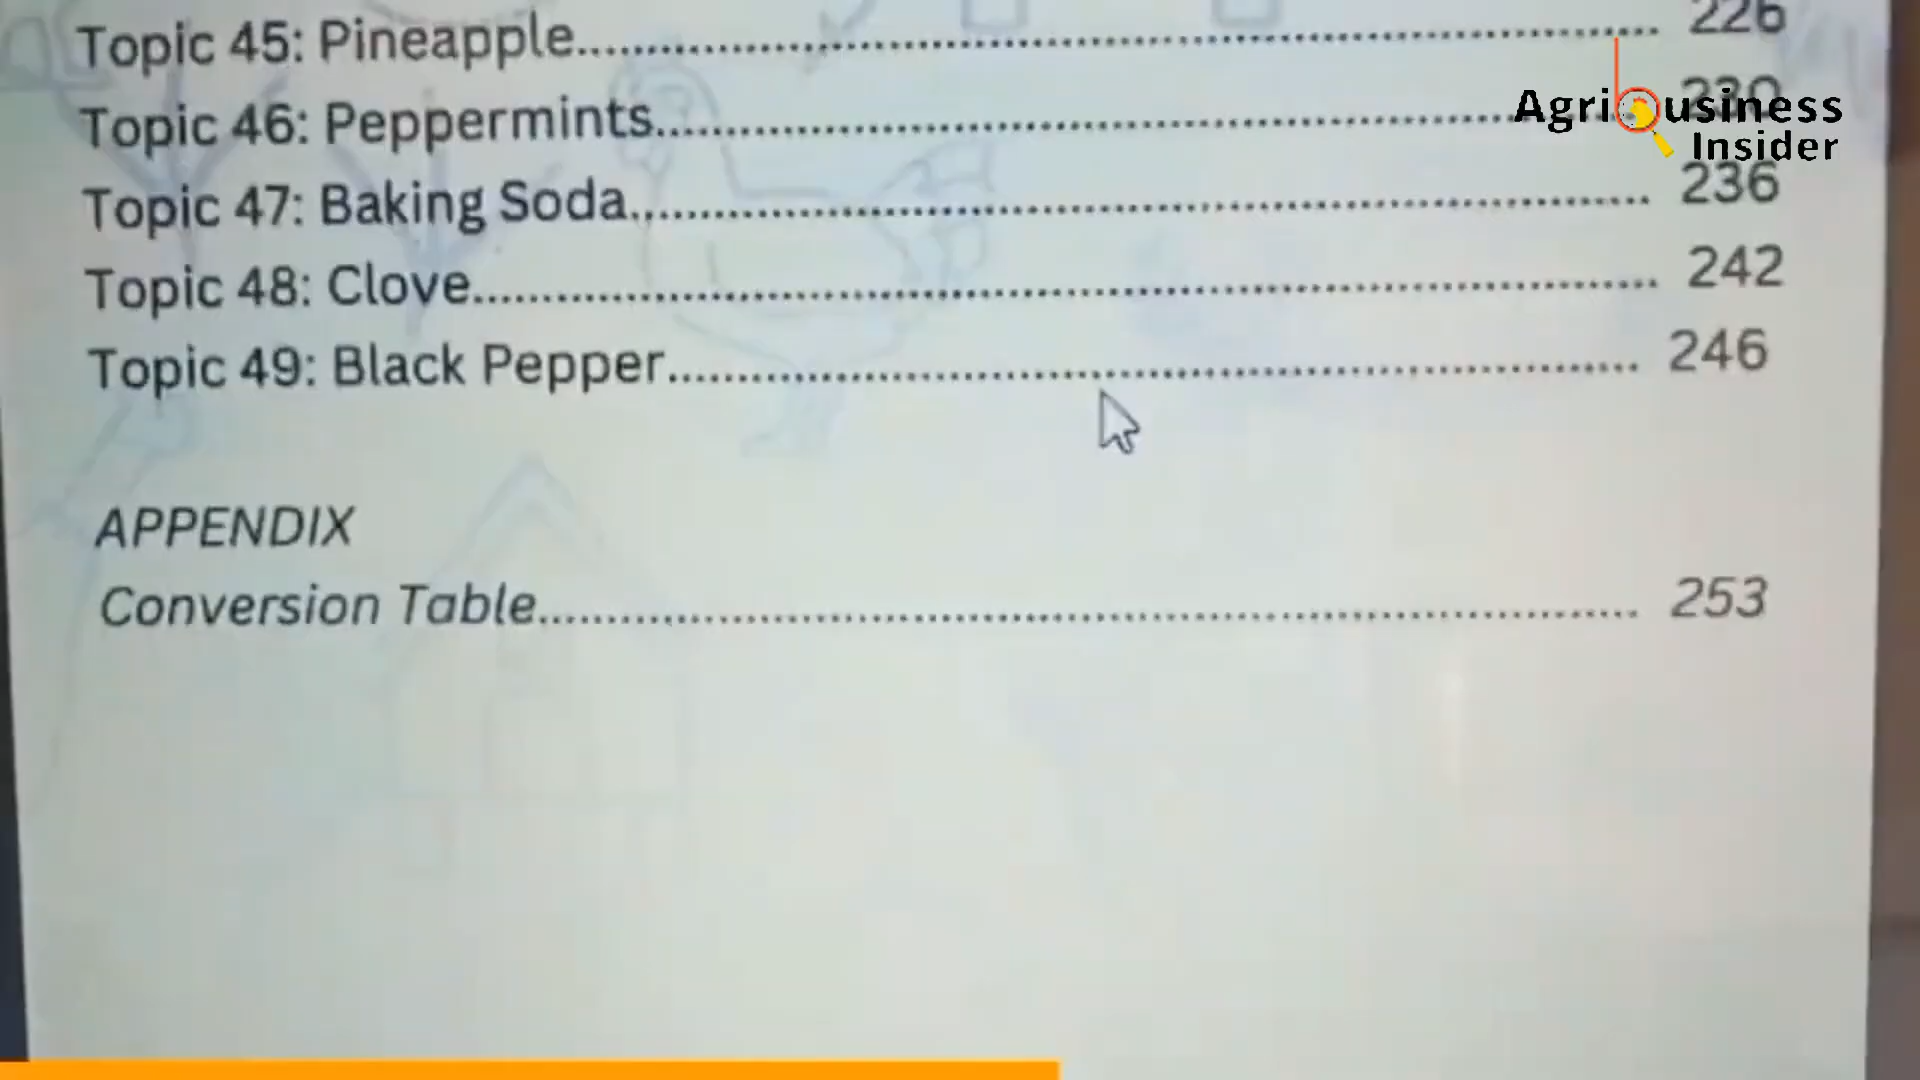 Topic 45: Pineapple.......... 226
Topic 46: Peppermints.......... 230
Agribusiness
Insider
Topic 47: Baking Soda.......... 236
Topic 48: Clove.......... 242
Topic 49: Black Pepper.......... 246
APPENDIX
Conversion Table.......... 253